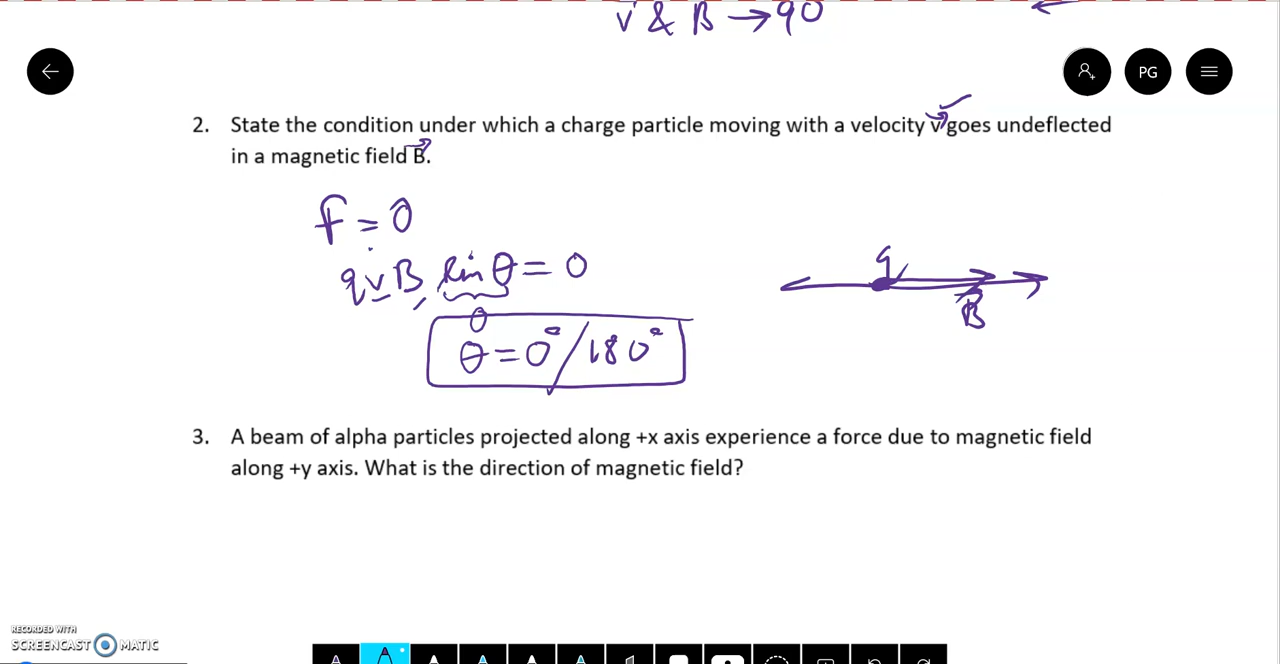 v & B → 90
PG
2. State the condition under which a charge particle moving with a velocity v goes undeflected
in a magnetic field B.
F = 0
qvB sin θ = 0
0
θ = 0° / 180°
q
B
3. A beam of alpha particles projected along +x axis experience a force due to magnetic field
along +y axis. What is the direction of magnetic field?
RECORDED WITH
SCREENCAST MATIC